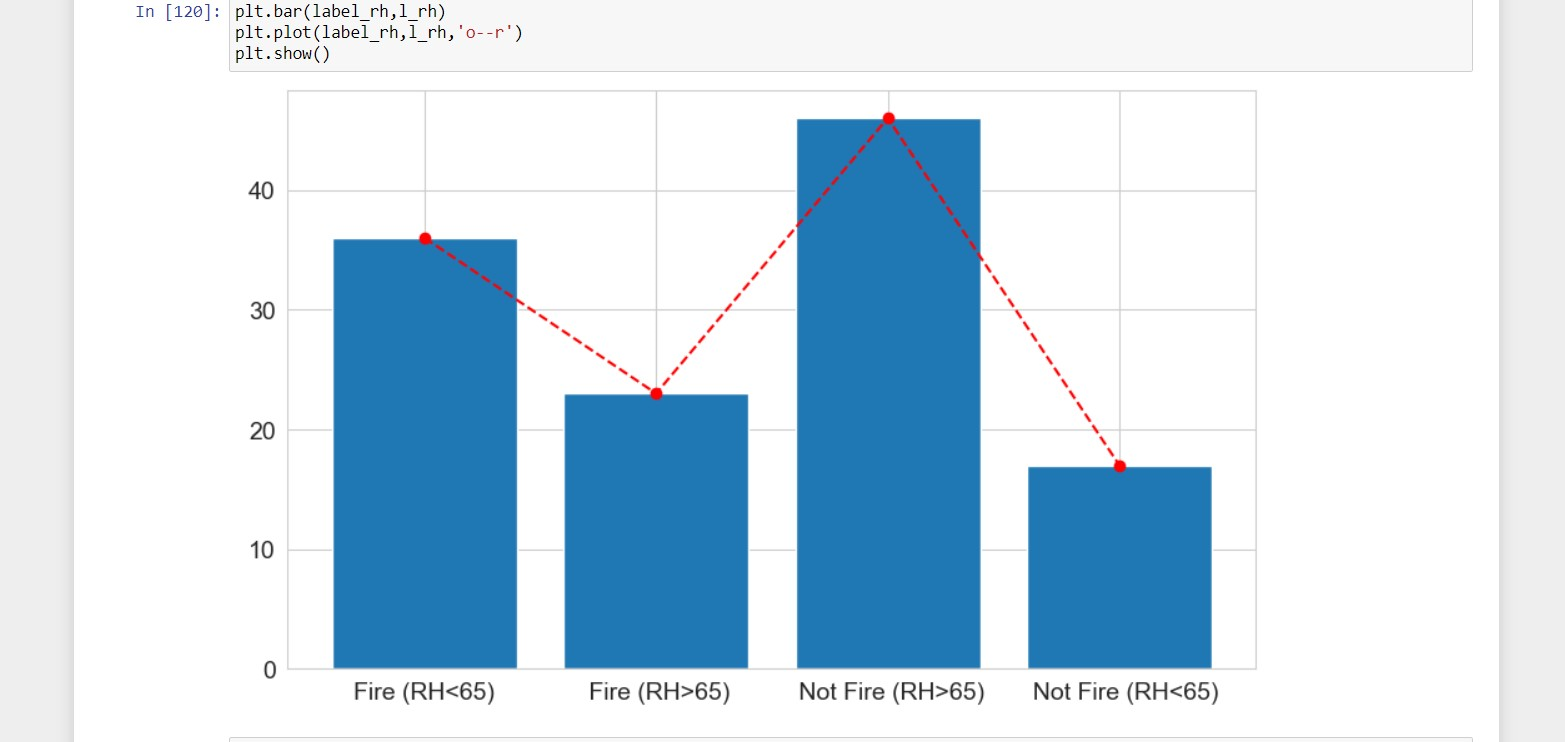 In [120]: plt.bar(label_rh,l_rh)
plt.plot(label_rh,l_rh,'o--r')
plt.show()
40
30
20
10
0
Fire (RH<65) Fire (RH>65) Not Fire (RH>65) Not Fire (RH<65)